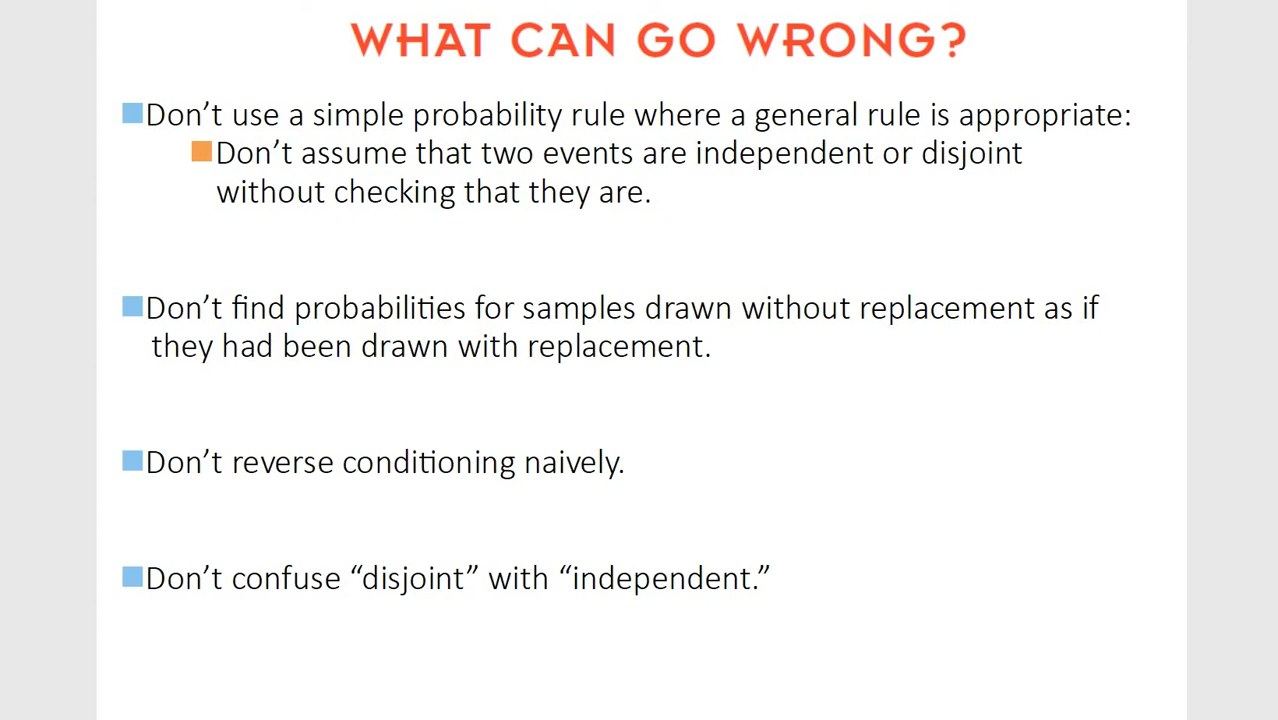 WHAT CAN GO WRONG?
Don’t use a simple probability rule where a general rule is appropriate:
Don’t assume that two events are independent or disjoint
without checking that they are.
Don’t find probabilities for samples drawn without replacement as if
they had been drawn with replacement.
Don’t reverse conditioning naively.
Don’t confuse “disjoint” with “independent.”